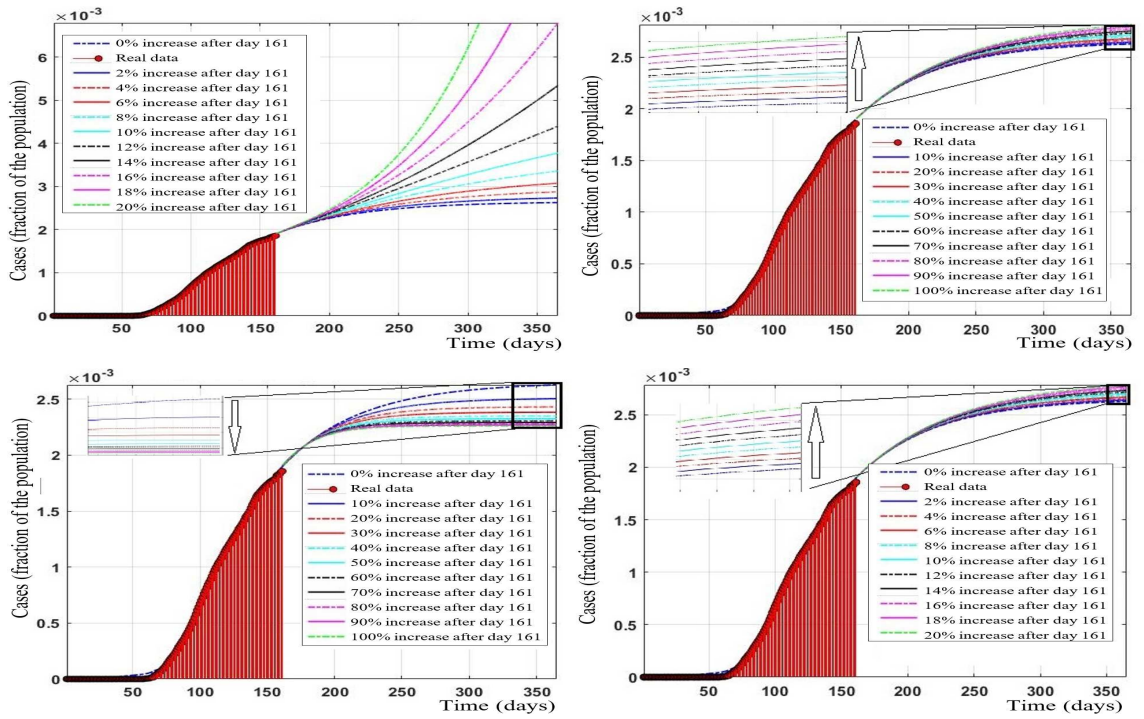 ×10⁻³
6
5
4
3
2
1
0
Cases (fraction of the population)
0% increase after day 161
Real data
2% increase after day 161
4% increase after day 161
6% increase after day 161
8% increase after day 161
10% increase after day 161
12% increase after day 161
14% increase after day 161
16% increase after day 161
18% increase after day 161
20% increase after day 161
50 100 150 200 250 300 350
Time (days)
×10⁻³
2.5
2
1.5
1
0.5
0
Cases (fraction of the population)
0% increase after day 161
Real data
10% increase after day 161
20% increase after day 161
30% increase after day 161
40% increase after day 161
50% increase after day 161
60% increase after day 161
70% increase after day 161
80% increase after day 161
90% increase after day 161
100% increase after day 161
50 100 150 200 250 300 350
Time (days)
×10⁻³
2.5
2
1.5
1
0.5
0
Cases (fraction of the population)
0% increase after day 161
Real data
10% increase after day 161
20% increase after day 161
30% increase after day 161
40% increase after day 161
50% increase after day 161
60% increase after day 161
70% increase after day 161
80% increase after day 161
90% increase after day 161
100% increase after day 161
50 100 150 200 250 300 350
Time (days)
×10⁻³
2.5
2
1.5
1
0.5
0
Cases (fraction of the population)
0% increase after day 161
Real data
2% increase after day 161
4% increase after day 161
6% increase after day 161
8% increase after day 161
10% increase after day 161
12% increase after day 161
14% increase after day 161
16% increase after day 161
18% increase after day 161
20% increase after day 161
50 100 150 200 250 300 350
Time (days)